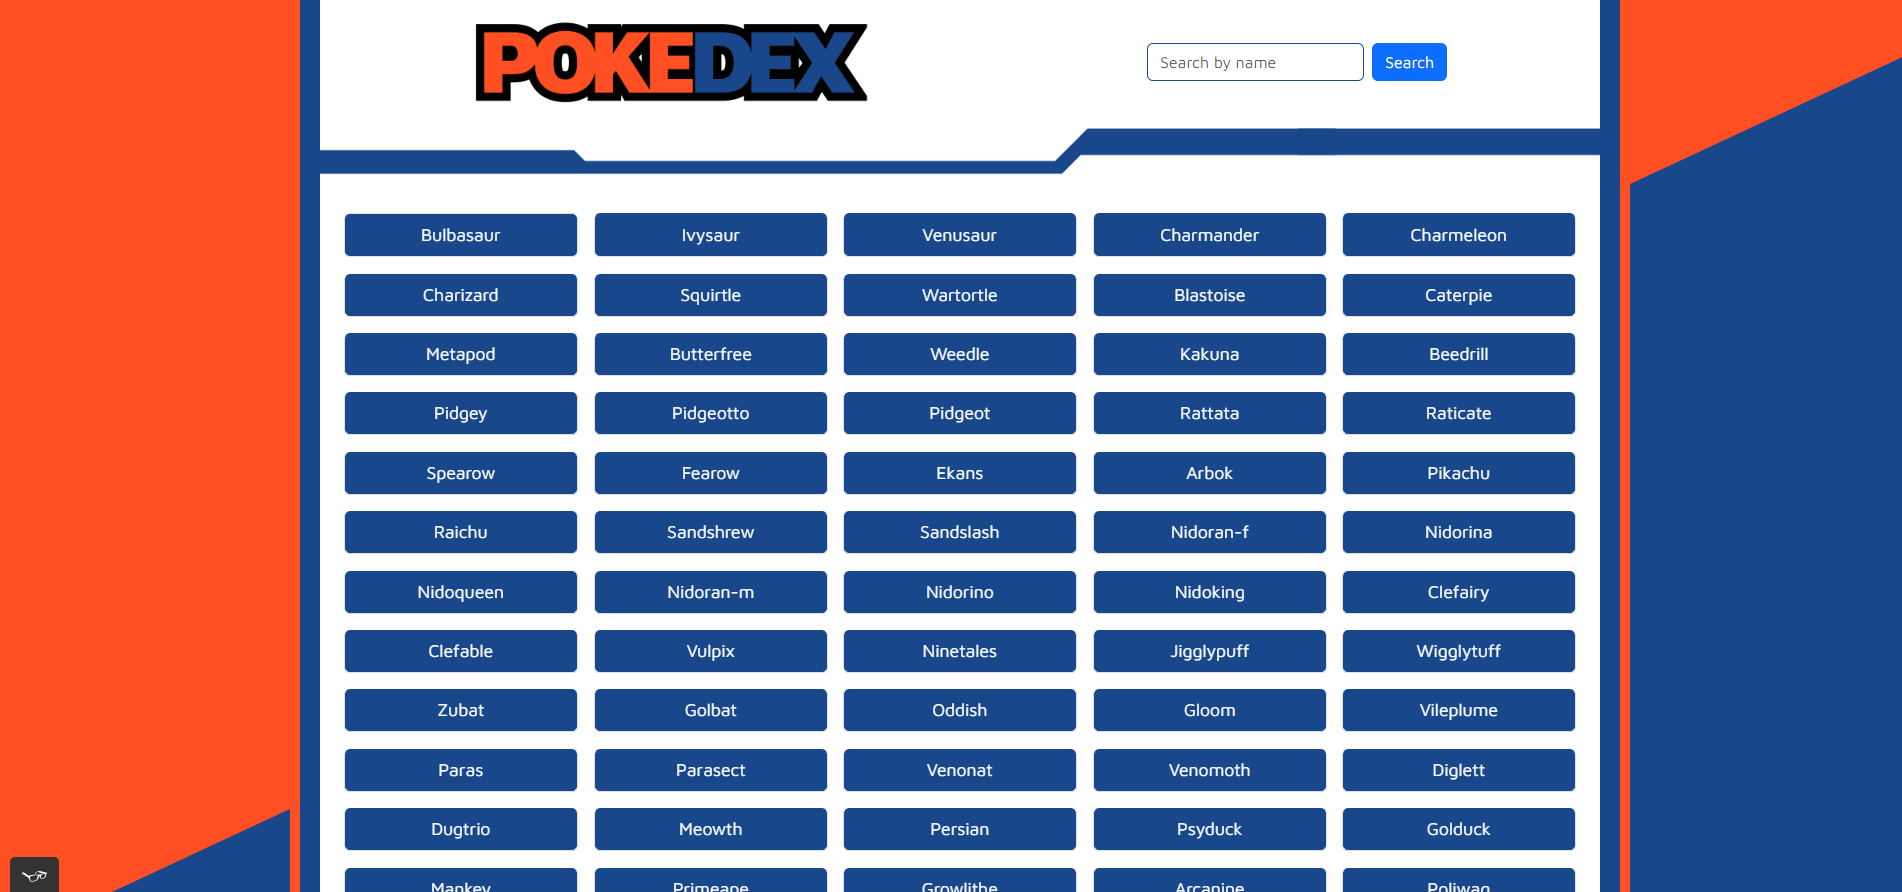 POKEDEX
Search by name Search
Bulbasaur Ivysaur Venusaur Charmander Charmeleon
Charizard Squirtle Wartortle Blastoise Caterpie
Metapod Butterfree Weedle Kakuna Beedrill
Pidgey Pidgeotto Pidgeot Rattata Raticate
Spearow Fearow Ekans Arbok Pikachu
Raichu Sandshrew Sandslash Nidoran-f Nidorina
Nidoqueen Nidoran-m Nidorino Nidoking Clefairy
Clefable Vulpix Ninetales Jigglypuff Wigglytuff
Zubat Golbat Oddish Gloom Vileplume
Paras Parasect Venonat Venomoth Diglett
Dugtrio Meowth Persian Psyduck Golduck
Mankey Primeape Growlithe Arcanine Poliwag